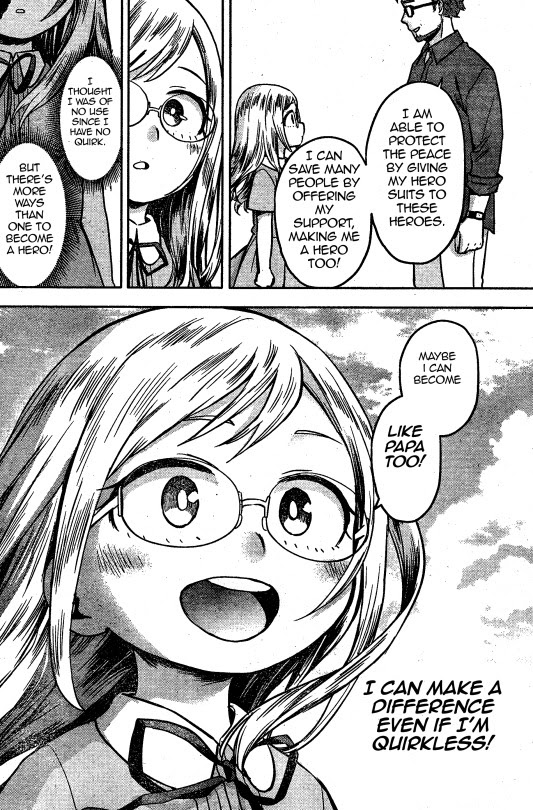 I AM
ABLE TO
PROTECT
THE PEACE
BY GIVING
MY HERO
SUITS TO
THESE
HEROES.
I CAN
SAVE MANY
PEOPLE BY
OFFERING
MY
SUPPORT,
MAKING ME
A HERO
TOO!
I
THOUGHT
I WAS OF
NO USE
SINCE I
HAVE NO
QUIRK.
BUT
THERE'S
MORE
WAYS
THAN
ONE TO
BECOME
A HERO!
MAYBE
I CAN
BECOME
LIKE
PAPA
TOO!
I CAN MAKE A
DIFFERENCE
EVEN IF I'M
QUIRKLESS!